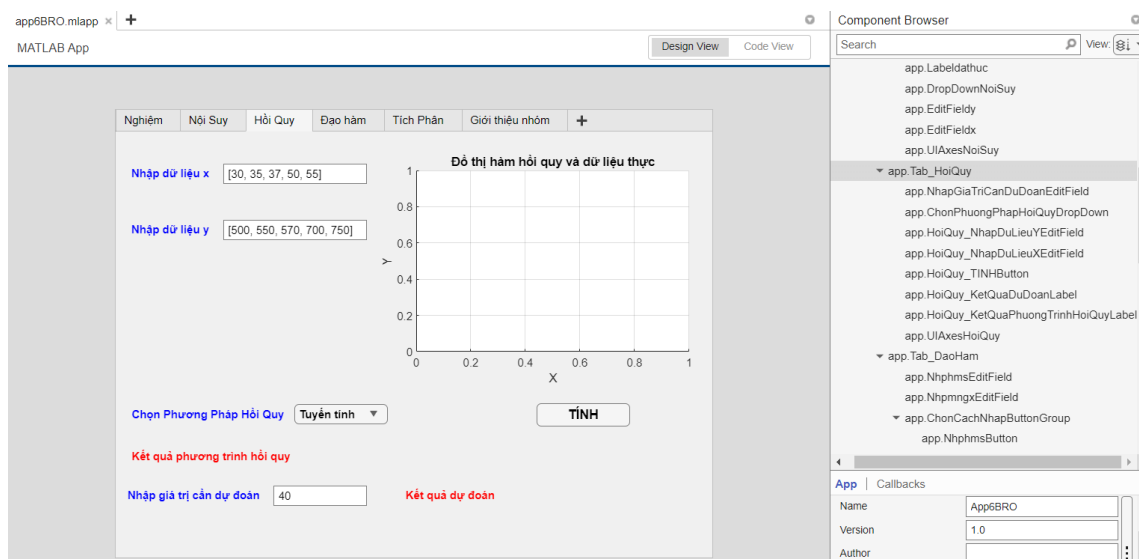 app6BRO.mlapp × +
MATLAB App
Design View Code View
Nghiệm Nội Suy Hồi Quy Đạo hàm Tích Phân Giới thiệu nhóm +
Nhập dữ liệu x [30, 35, 37, 50, 55]
Nhập dữ liệu y [500, 550, 570, 700, 750]
Đồ thị hàm hồi quy và dữ liệu thực
1
0.8
0.6
0.4
0.2
0
Y
0 0.2 0.4 0.6 0.8 1
X
Chọn Phương Pháp Hồi Quy Tuyến tính
TÍNH
Kết quả phương trình hồi quy
Nhập giá trị cần dự đoán 40
Kết quả dự đoán
Component Browser
Search View:
app.Labeldathuc
app.DropDownNoiSuy
app.EditFieldy
app.EditFieldx
app.UIAxesNoiSuy
app.Tab_HoiQuy
app.NhapGiaTriCanDuDoanEditField
app.ChonPhuongPhapHoiQuyDropDown
app.HoiQuy_NhapDuLieuYEditField
app.HoiQuy_NhapDuLieuXEditField
app.HoiQuy_TINHButton
app.HoiQuy_KetQuaDuDoanLabel
app.HoiQuy_KetQuaPhuongTrinhHoiQuyLabel
app.UIAxesHoiQuy
app.Tab_DaoHam
app.NhphmsEditField
app.NhpmngxEditField
app.ChonCachNhapButtonGroup
app.NhphmsButton
App Callbacks
Name App6BRO
Version 1.0
Author